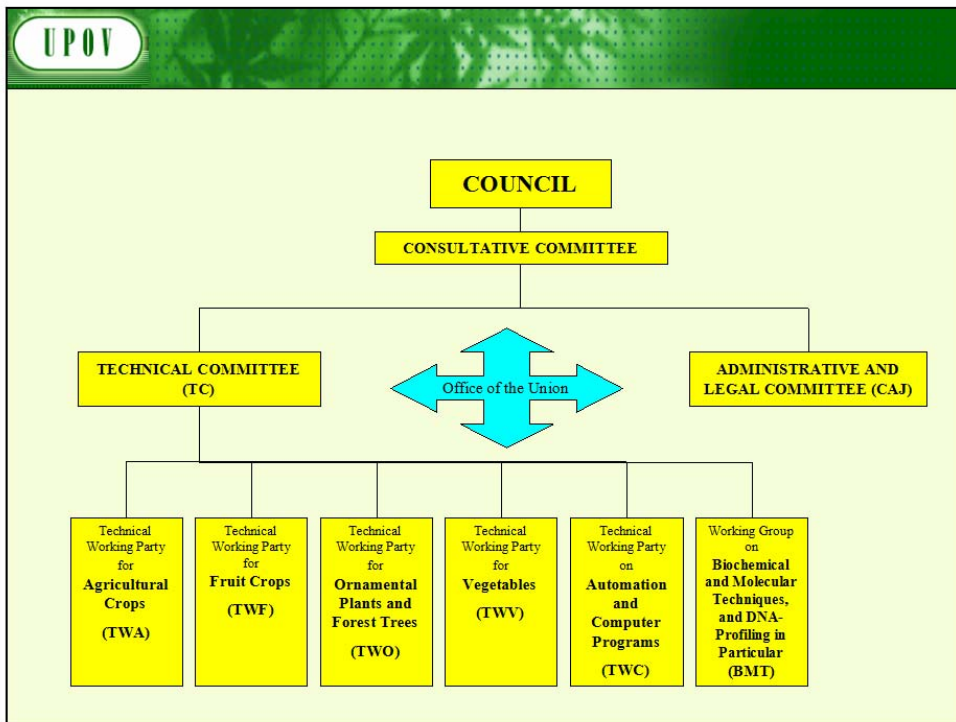 UPOV
COUNCIL
CONSULTATIVE COMMITTEE
TECHNICAL COMMITTEE
(TC)
Office of the Union
ADMINISTRATIVE AND
LEGAL COMMITTEE (CAJ)
Technical
Working Party
for
Agricultural
Crops
(TWA)
Technical
Working Party
for
Fruit Crops
(TWF)
Technical
Working Party
for
Ornamental
Plants and
Forest Trees
(TWO)
Technical
Working Party
for
Vegetables
(TWV)
Technical
Working Party
on
Automation
and
Computer
Programs
(TWC)
Working Group
on
Biochemical
and Molecular
Techniques,
and DNA-
Profiling in
Particular
(BMT)